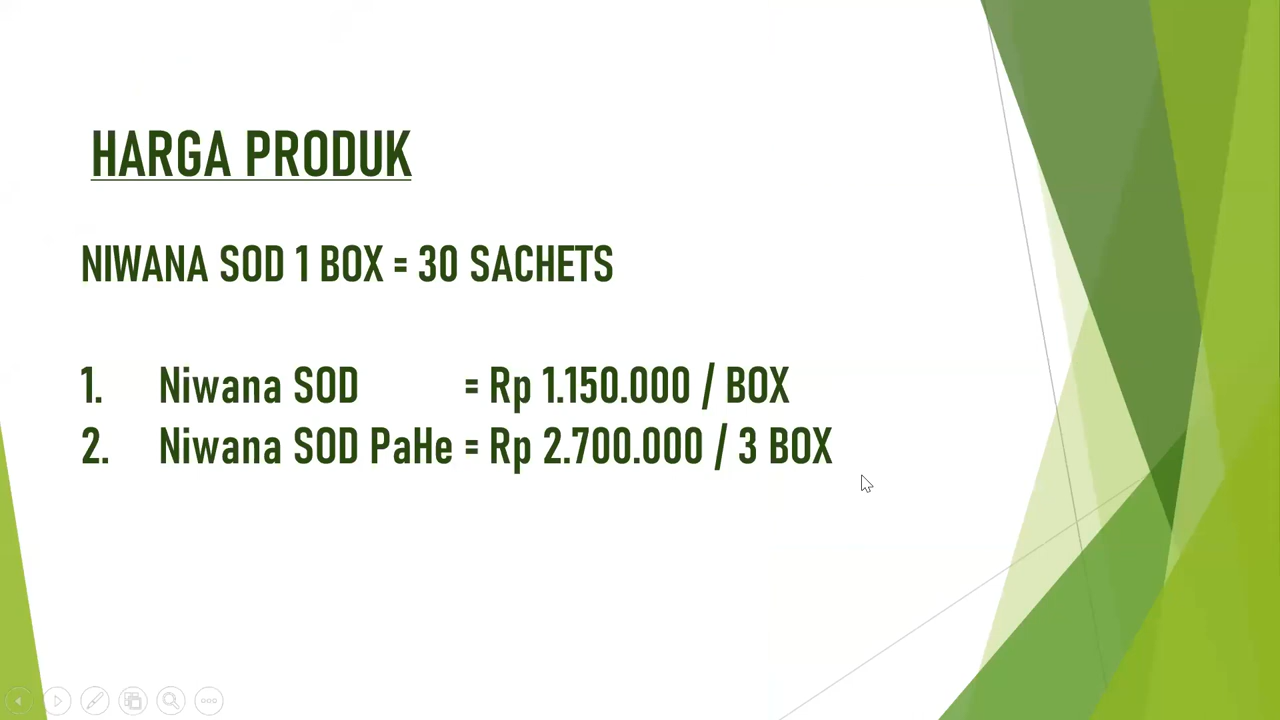 HARGA PRODUK
NIWANA SOD 1 BOX = 30 SACHETS
1. Niwana SOD = Rp 1.150.000 / BOX
2. Niwana SOD PaHe = Rp 2.700.000 / 3 BOX